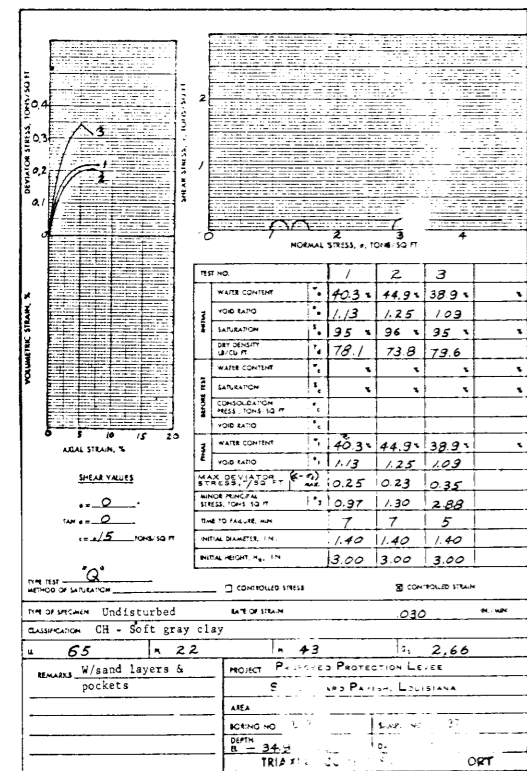 DEVIATOR STRESS, TONS/SQ FT
0,4
0,3
0,2
0,1
0
3
1
2
SHEAR STRESS, TONS/SQ FT
2
1
0
0 2 3 4
NORMAL STRESS, σ, TONS/SQ FT
VOLUMETRIC STRAIN, %
0 5 10 15 20
AXIAL STRAIN, %
SHEAR VALUES
φ = 0 °
TAN φ = 0
c = ./5 TONS/SQ FT
TEST NO. 1 2 3
INITIAL
WATER CONTENT 40.3 % 44.9 % 38.9 % %
VOID RATIO 1.13 1.25 1.09
SATURATION 95 % 96 % 95 % %
DRY DENSITY LB/CU FT 78.1 73.8 79.6
BEFORE TEST
WATER CONTENT % % % %
SATURATION % % % %
CONSOLIDATION PRESS., TONS/SQ FT
VOID RATIO
FINAL
WATER CONTENT 40.3 % 44.9 % 38.9 % %
VOID RATIO 1.13 1.25 1.09
MAX DEVIATOR STRESS, T/SQ FT 0.25 0.23 0.35
MINOR PRINCIPAL STRESS, TONS/SQ FT 0.97 1.30 2.88
TIME TO FAILURE, MIN 7 7 5
INITIAL DIAMETER, IN. 1.40 1.40 1.40
INITIAL HEIGHT, H₀, IN. 3.00 3.00 3.00
TYPE TEST "Q"
METHOD OF SATURATION
CONTROLLED STRESS
☒ CONTROLLED STRAIN
TYPE OF SPECIMEN Undisturbed RATE OF STRAIN .030 IN./MIN
CLASSIFICATION CH - Soft gray clay
LL 65 PL 22 PI 43 Gs 2,66
REMARKS W/sand layers &
pockets
PROJECT PROTECTION LEVEE
PARISH, LOUISIANA
AREA
BORING NO
DEPTH
TRIAXIAL